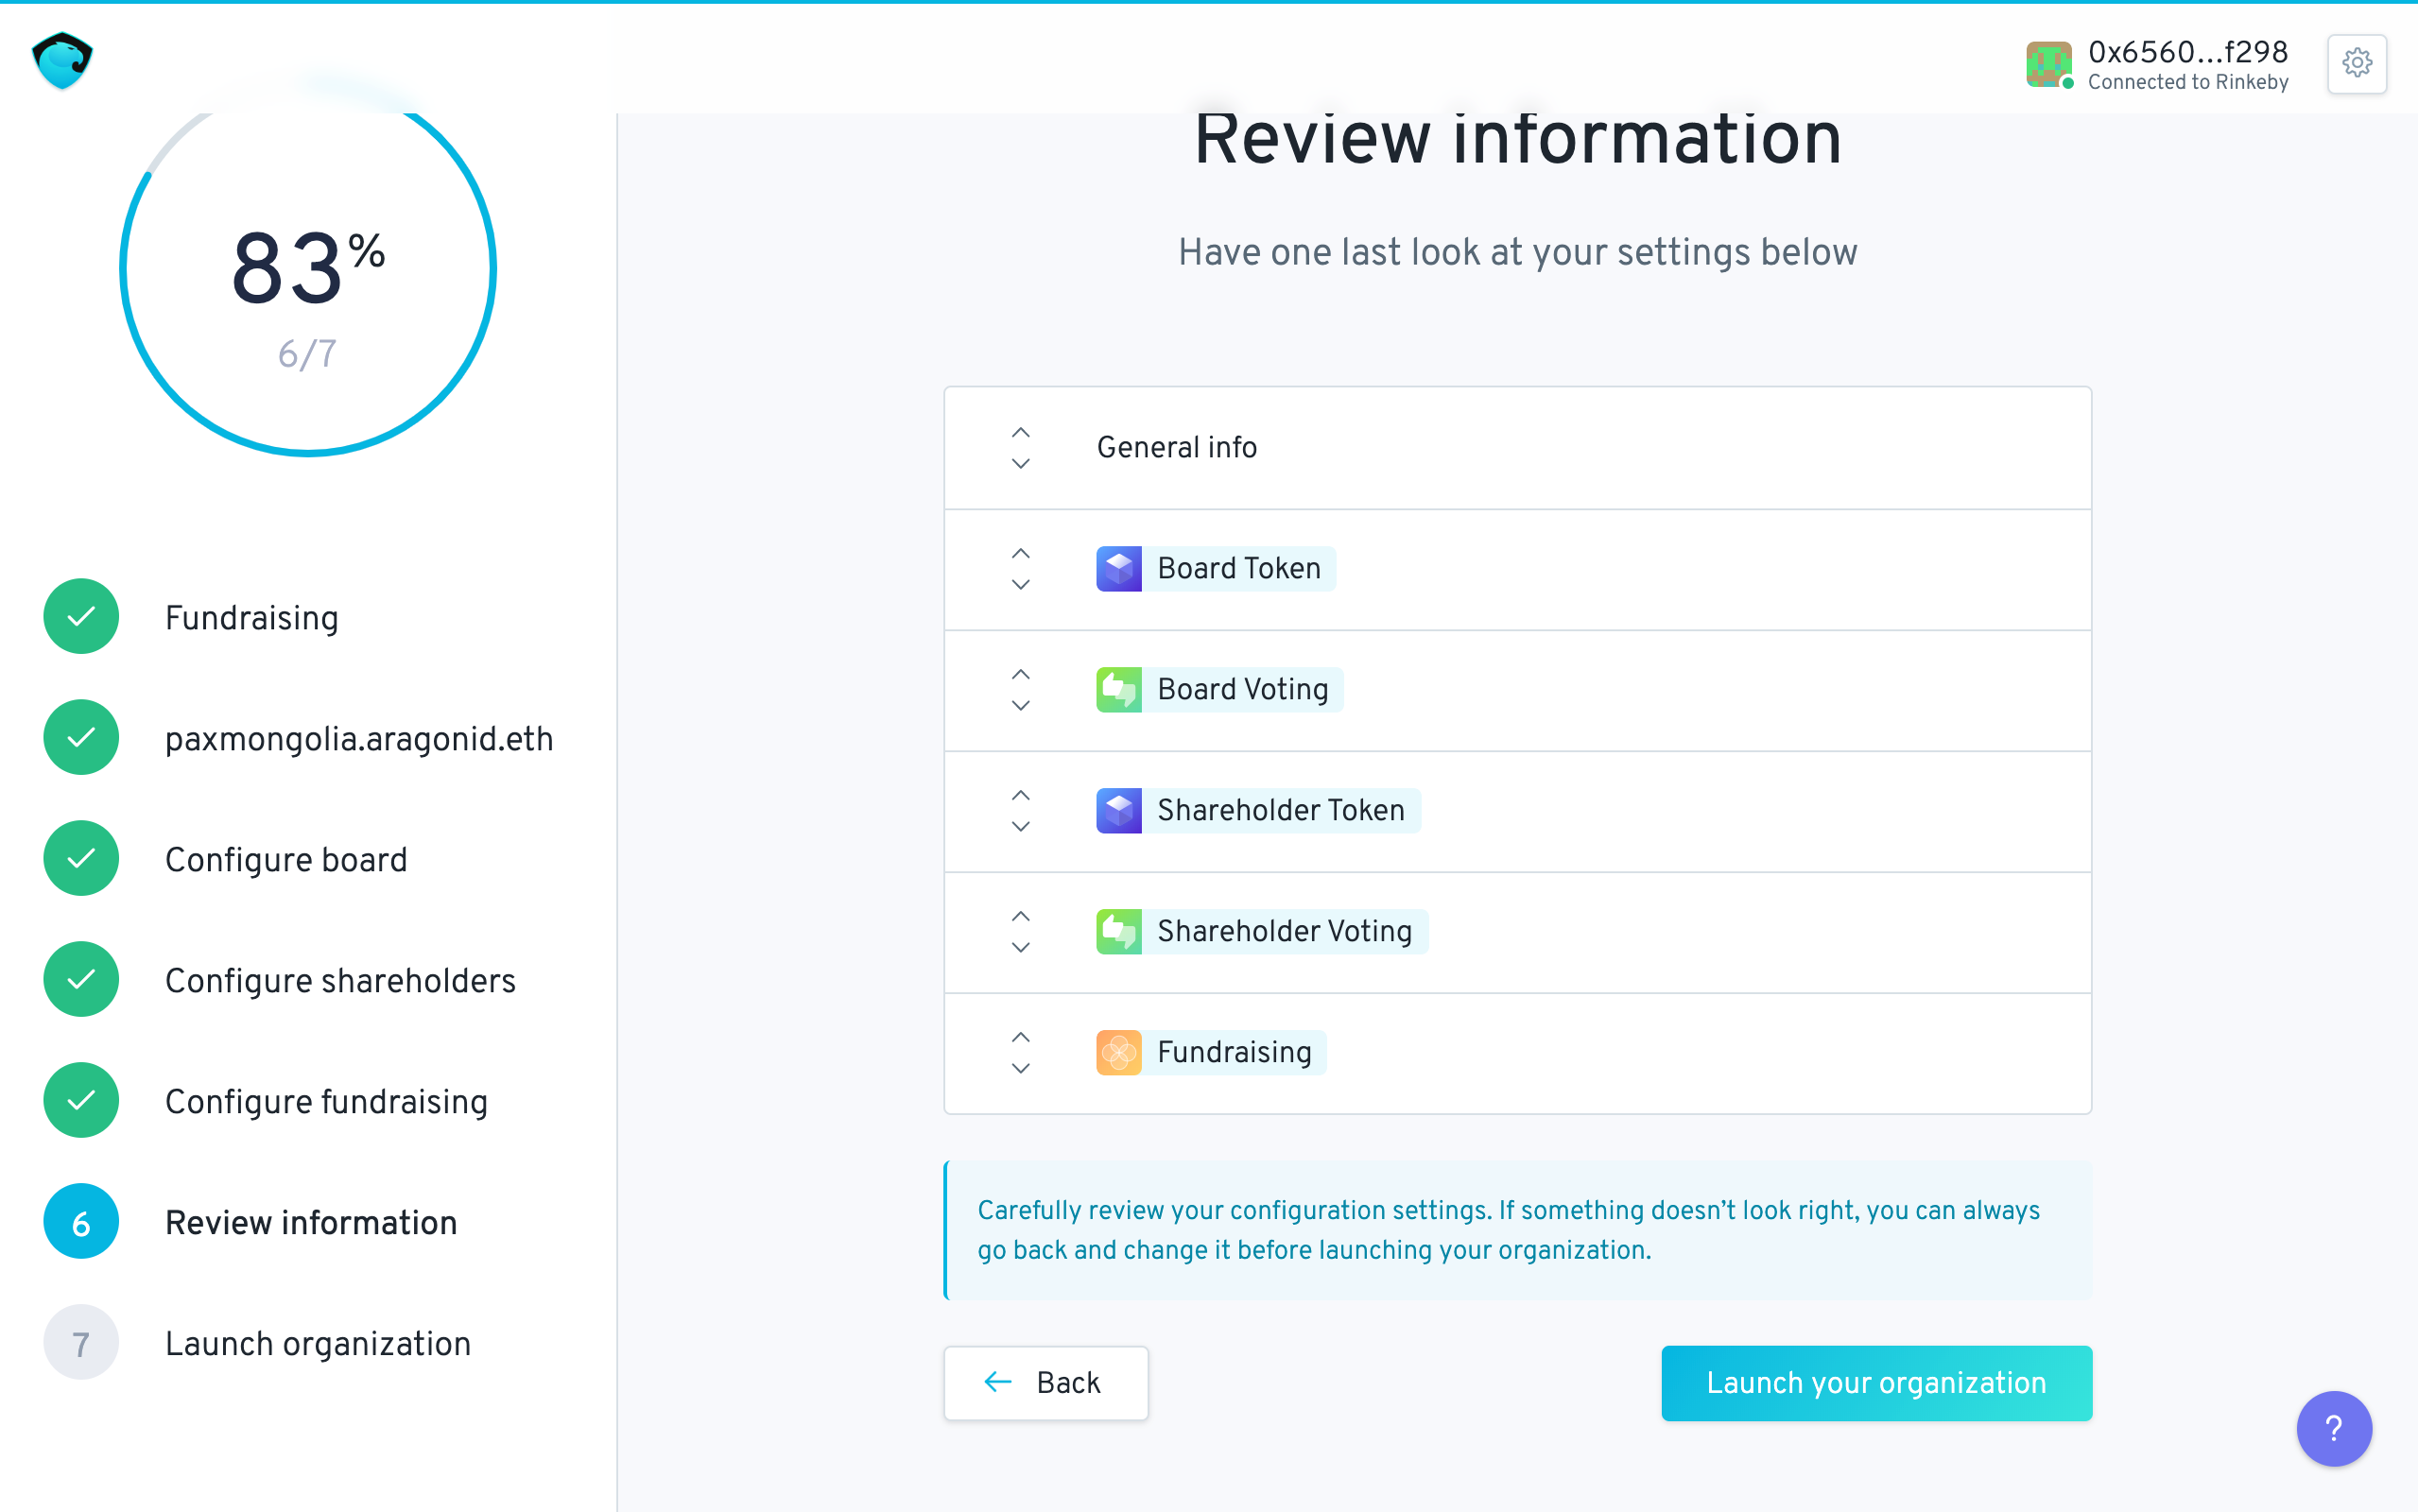 0x6560...f298
Connected to Rinkeby
83%
6/7
Fundraising
paxmongolia.aragonid.eth
Configure board
Configure shareholders
Configure fundraising
6 Review information
7 Launch organization
Review information
Have one last look at your settings below
General info
Board Token
Board Voting
Shareholder Token
Shareholder Voting
Fundraising
Carefully review your configuration settings. If something doesn’t look right, you can always
go back and change it before launching your organization.
Back
Launch your organization
?